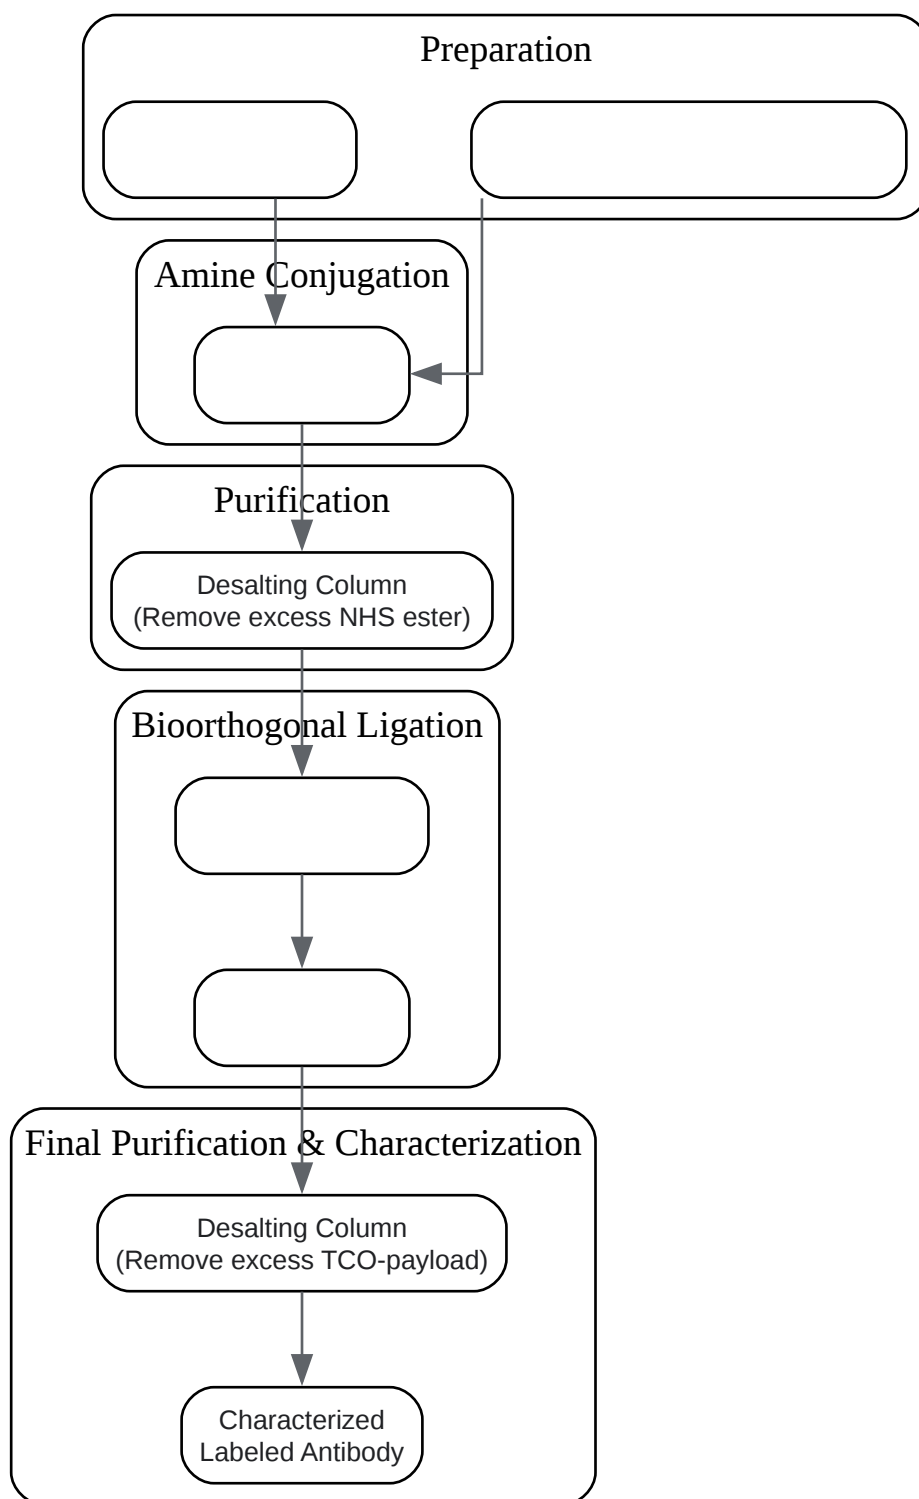 Preparation
Amine Conjugation
Purification
Desalting Column
(Remove excess NHS ester)
Bioorthogonal Ligation
Final Purification & Characterization
Desalting Column
(Remove excess TCO-payload)
Characterized
Labeled Antibody